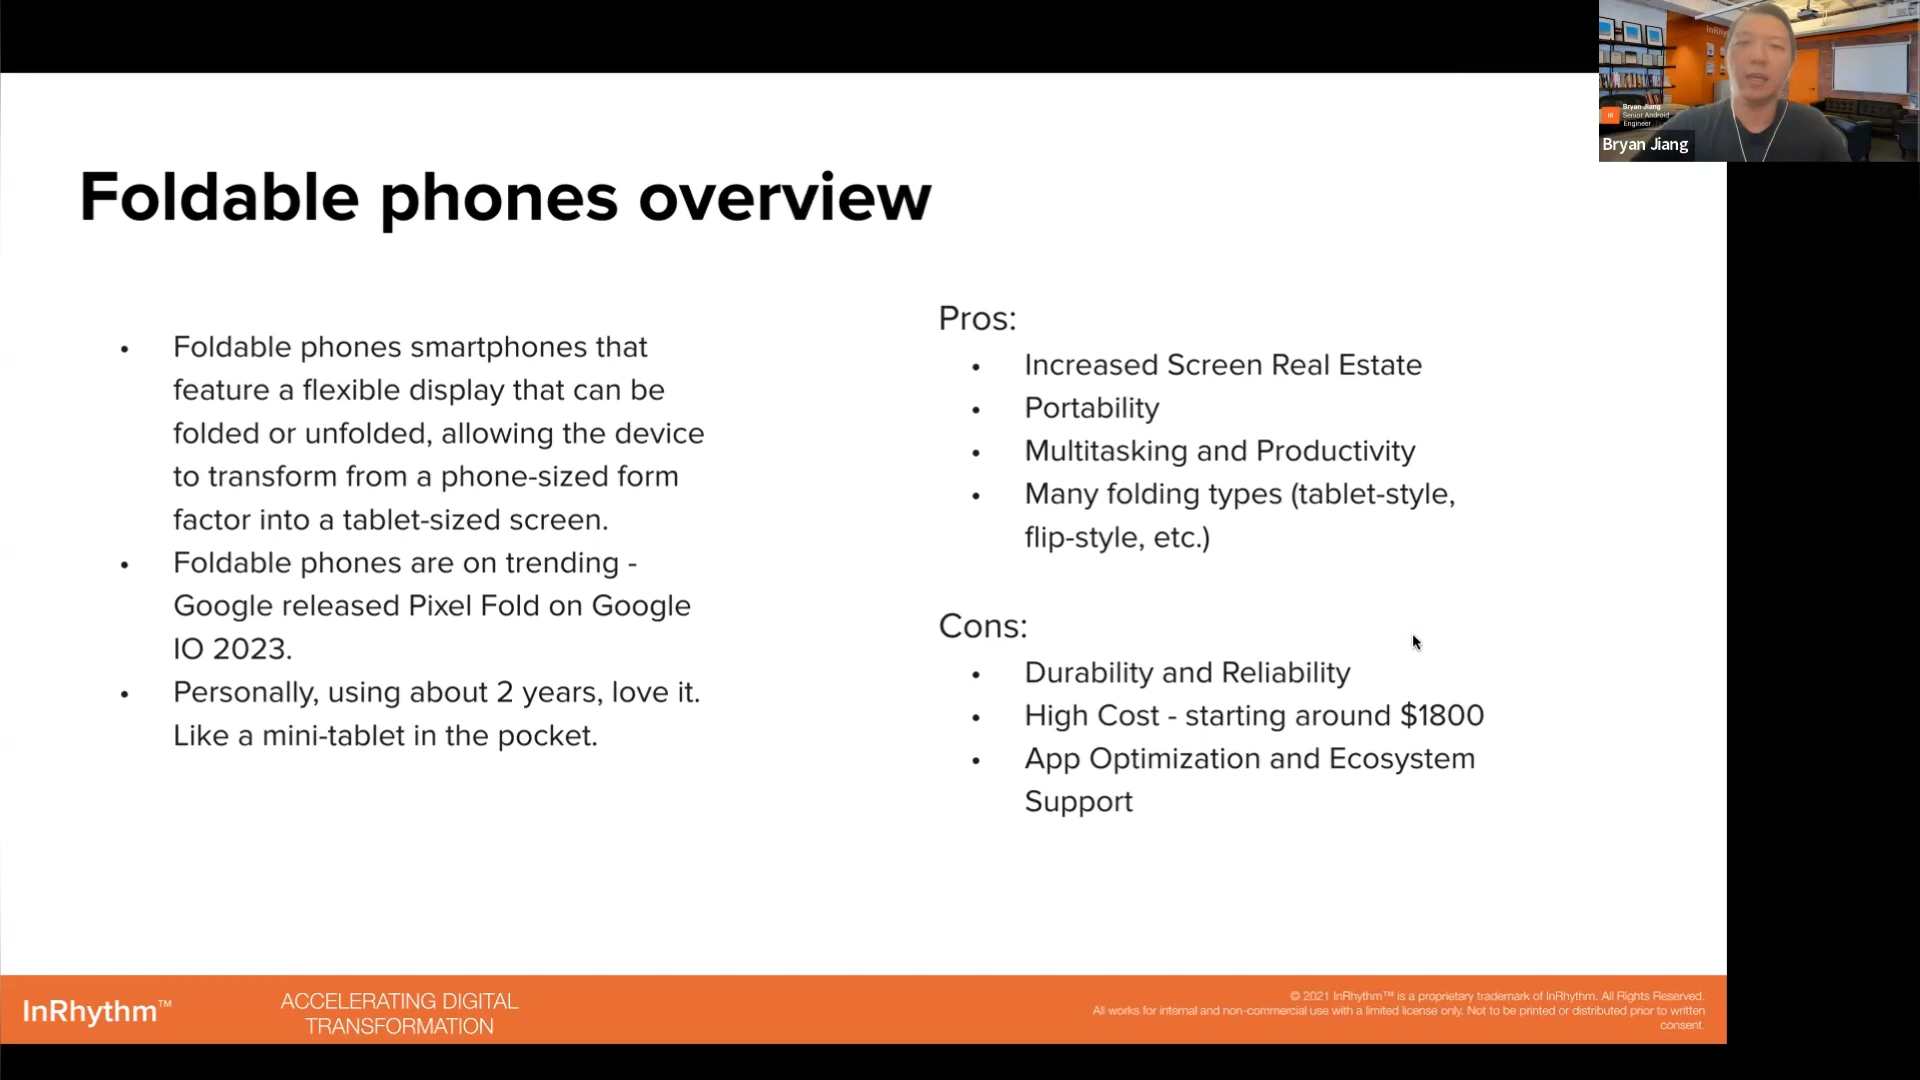 Foldable phones overview
• Foldable phones smartphones that
feature a flexible display that can be
folded or unfolded, allowing the device
to transform from a phone-sized form
factor into a tablet-sized screen.
• Foldable phones are on trending -
Google released Pixel Fold on Google
IO 2023.
• Personally, using about 2 years, love it.
Like a mini-tablet in the pocket.
Pros:
• Increased Screen Real Estate
• Portability
• Multitasking and Productivity
• Many folding types (tablet-style,
flip-style, etc.)
Cons:
• Durability and Reliability
• High Cost - starting around $1800
• App Optimization and Ecosystem
Support
Bryan Jiang
Senior Android
Engineer
Bryan Jiang
InRhythm™
ACCELERATING DIGITAL
TRANSFORMATION
© 2021 InRhythm™ is a proprietary trademark of InRhythm. All Rights Reserved.
All works for internal and non-commercial use with a limited license only. Not to be printed or distributed prior to written
consent.